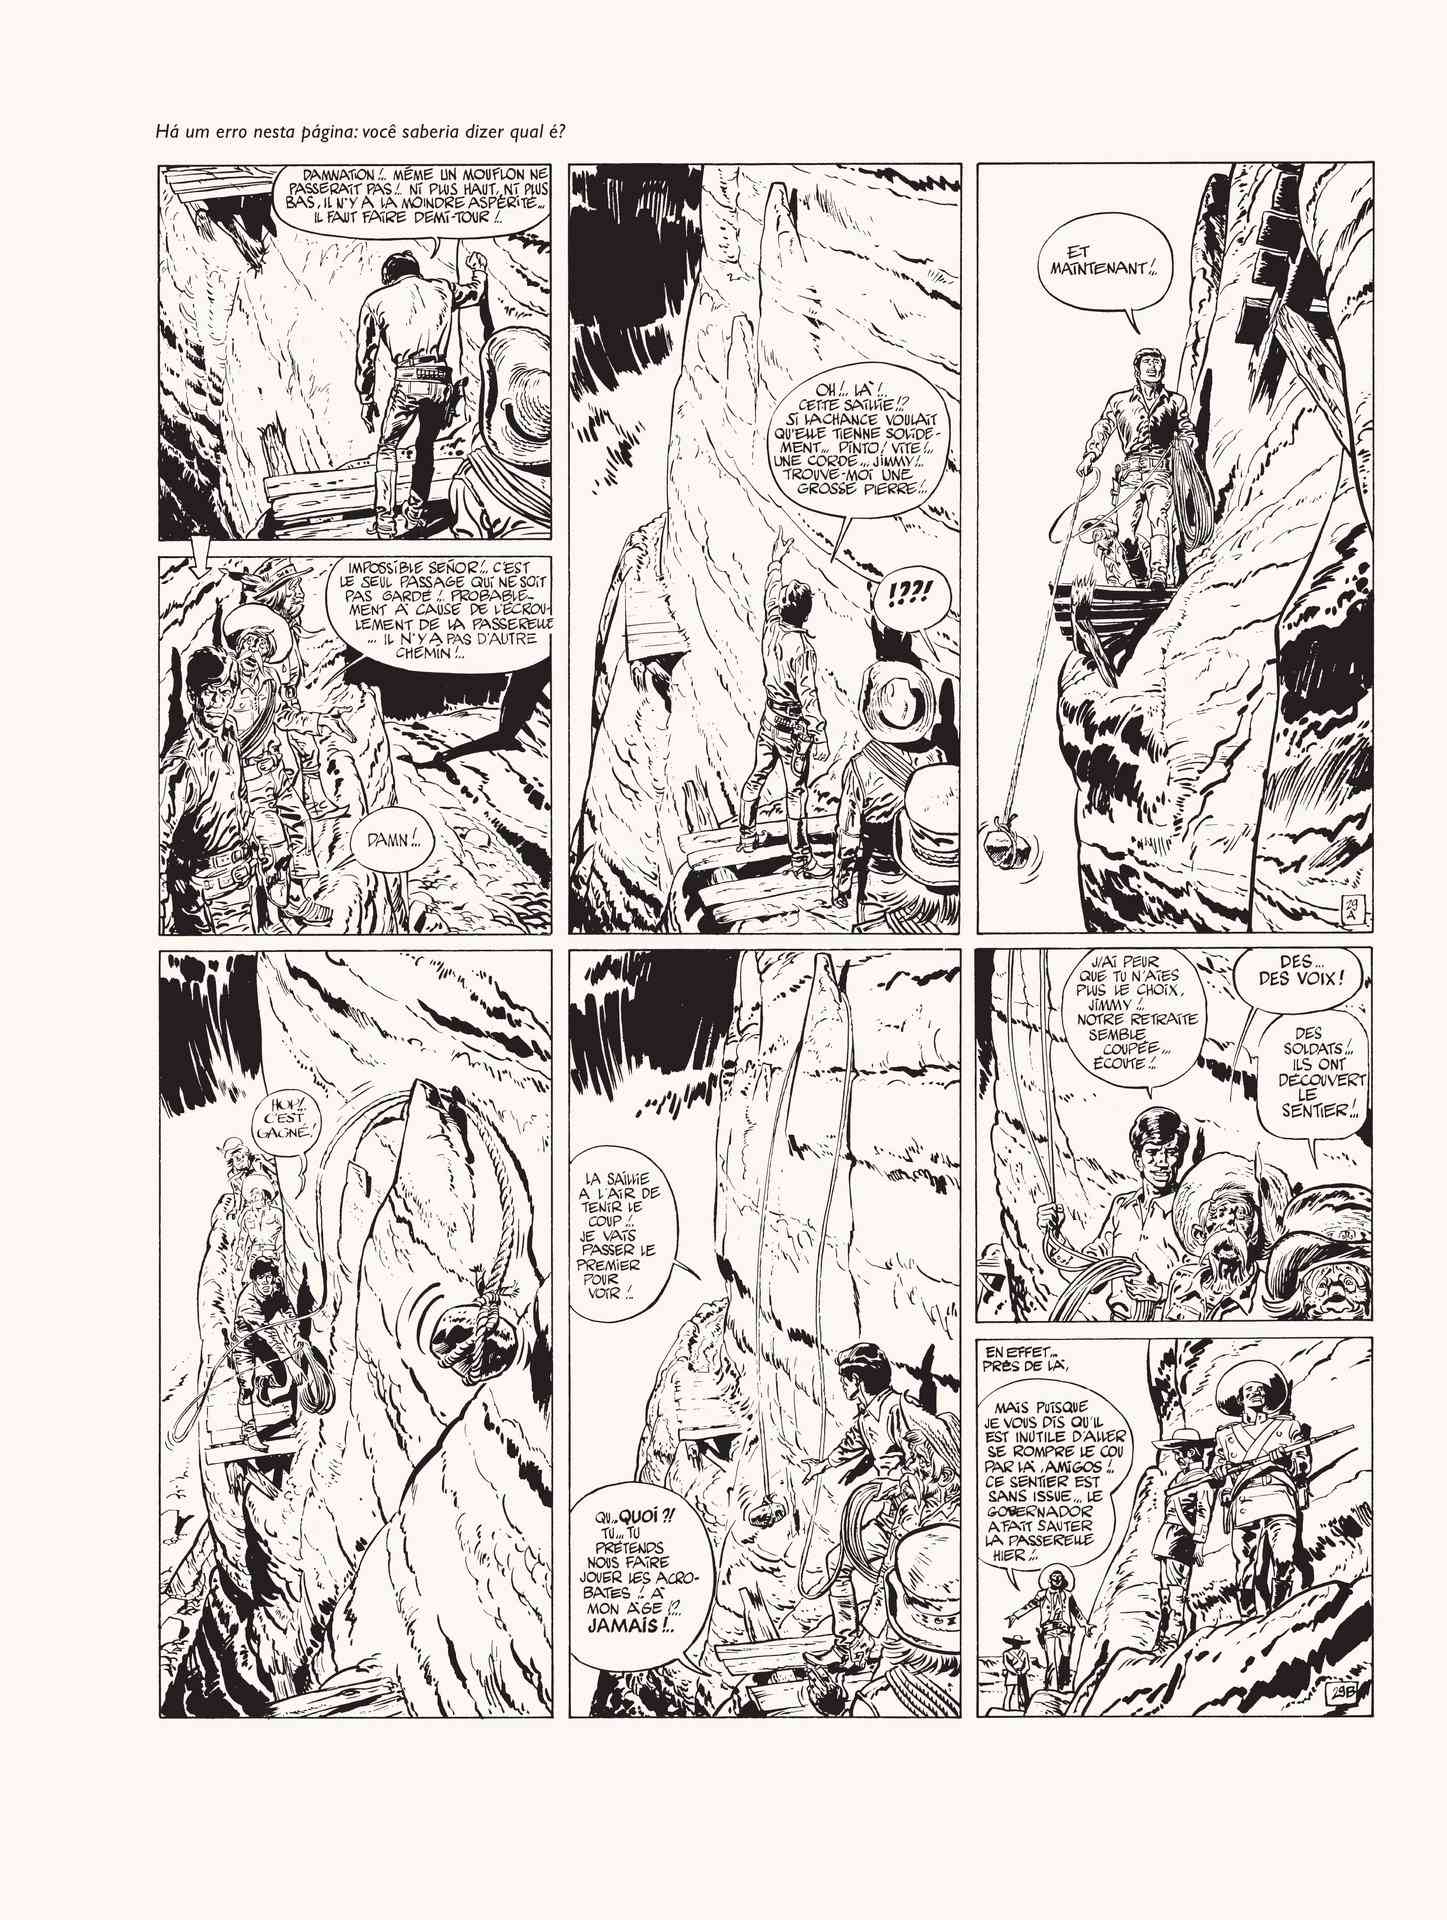 Há um erro nesta página: você saberia dizer qual é?
DAMNATION!.. MÊME UN MOUFLON NE
PASSERAIT PAS!.. NI PLUS HAUT, NI PLUS
BAS, IL N'Y A LA MOINDRE ASPÉRITÉ...
IL FAUT FAIRE DEMI-TOUR!..
IMPOSSIBLE SEÑOR!.. C'EST
LE SEUL PASSAGE QUI NE SOIT
PAS GARDÉ!.. PROBABLE-
MENT À CAUSE DE L'ÉCROU-
LEMENT DE LA PASSERELLE
... IL N'Y A PAS D'AUTRE
CHEMIN!..
DAMN!..
OH!.. LÀ!..
CETTE SAILLIE!?
SI LA CHANCE VOULAIT
QU'ELLE TIENNE SOLIDE-
MENT... PINTO! VITE!..
UNE CORDE... JIMMY!..
TROUVE-MOI UNE
GROSSE PIERRE!..
!??!
ET
MAINTENANT!..
29
A
HOP!..
C'EST
GAGNÉ!
LA SAILLIE
A L'AIR DE
TENIR LE
COUP!..
JE VAIS
PASSER LE
PREMIER
POUR
VOIR!..
QU..QUOI?!
TU... TU
PRÉTENDS
NOUS FAIRE
JOUER LES ACRO-
BATES!! À
MON ÂGE!?..
JAMAIS!..
J'AI PEUR
QUE TU N'AIES
PLUS LE CHOIX,
JIMMY!..
NOTRE RETRAITE
SEMBLE
COUPÉE...
ÉCOUTE...
DES...
DES VOIX!
DES
SOLDATS!..
ILS ONT
DÉCOUVERT
LE
SENTIER!..
EN EFFET...
PRÈS DE LÀ,
MAIS PUISQUE
JE VOUS DIS QU'IL
EST INUTILE D'ALLER
SE ROMPRE LE COU
PAR LÀ, AMIGOS!..
CE SENTIER EST
SANS ISSUE... LE
GOBERNADOR
A FAIT SAUTER
LA PASSERELLE
HIER!..
29B